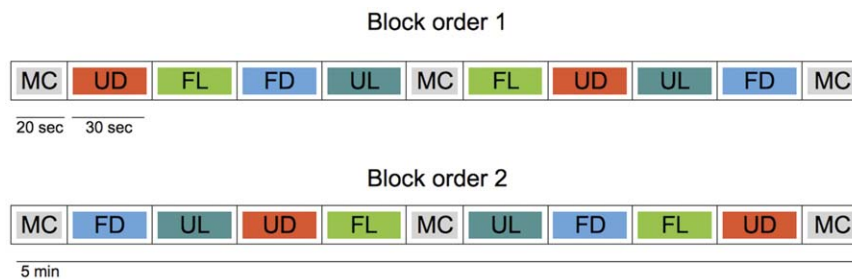 Block order 1
MC UD FL FD UL MC FL UD UL FD MC
20 sec 30 sec
Block order 2
MC FD UL UD FL MC UL FD FL UD MC
5 min